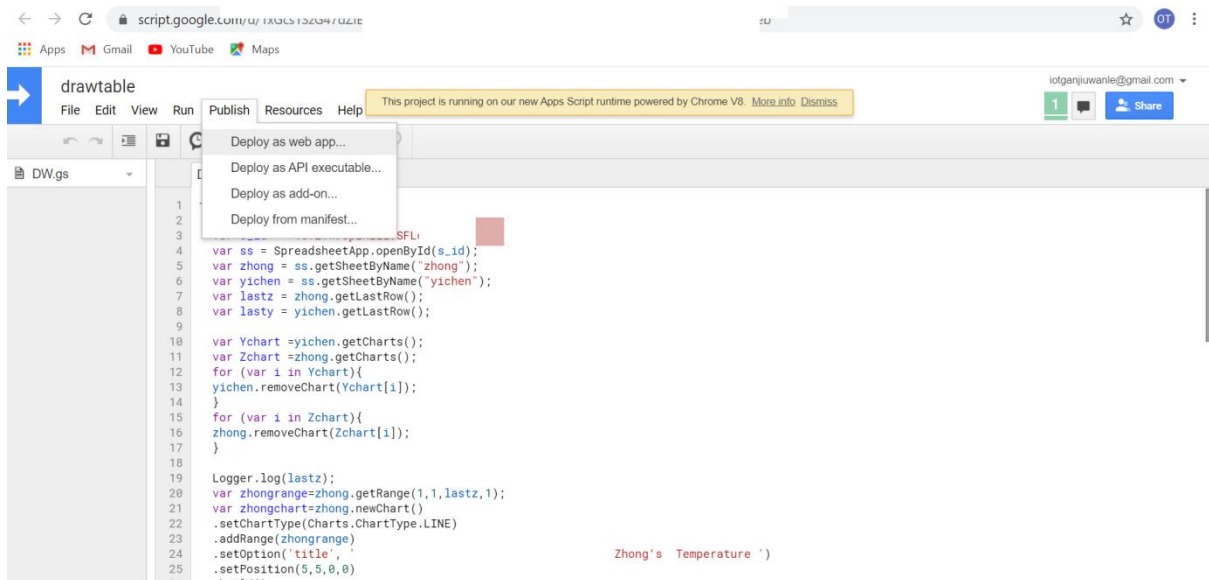 script.google.com/d/1xGcs1S2G47uZIE
OT
Apps Gmail YouTube Maps
drawtable
iotganjiuwanle@gmail.com
File Edit View Run Publish Resources Help
This project is running on our new Apps Script runtime powered by Chrome V8. More info Dismiss
1 Share
Deploy as web app...
DW.gs
Deploy as API executable...
Deploy as add-on...
Deploy from manifest...
1
2
3
4 var ss = SpreadsheetApp.openById(s_id);
5 var zhong = ss.getSheetByName("zhong");
6 var yichen = ss.getSheetByName("yichen");
7 var lastz = zhong.getLastRow();
8 var lasty = yichen.getLastRow();
9
10 var Ychart =yichen.getCharts();
11 var Zchart =zhong.getCharts();
12 for (var i in Ychart){
13 yichen.removeChart(Ychart[i]);
14 }
15 for (var i in Zchart){
16 zhong.removeChart(Zchart[i]);
17 }
18
19 Logger.log(lastz);
20 var zhongrange=zhong.getRange(1,1,lastz,1);
21 var zhongchart=zhong.newChart()
22 .setChartType(Charts.ChartType.LINE)
23 .addRange(zhongrange)
24 .setOption('title', ' Zhong's Temperature ')
25 .setPosition(5,5,0,0)